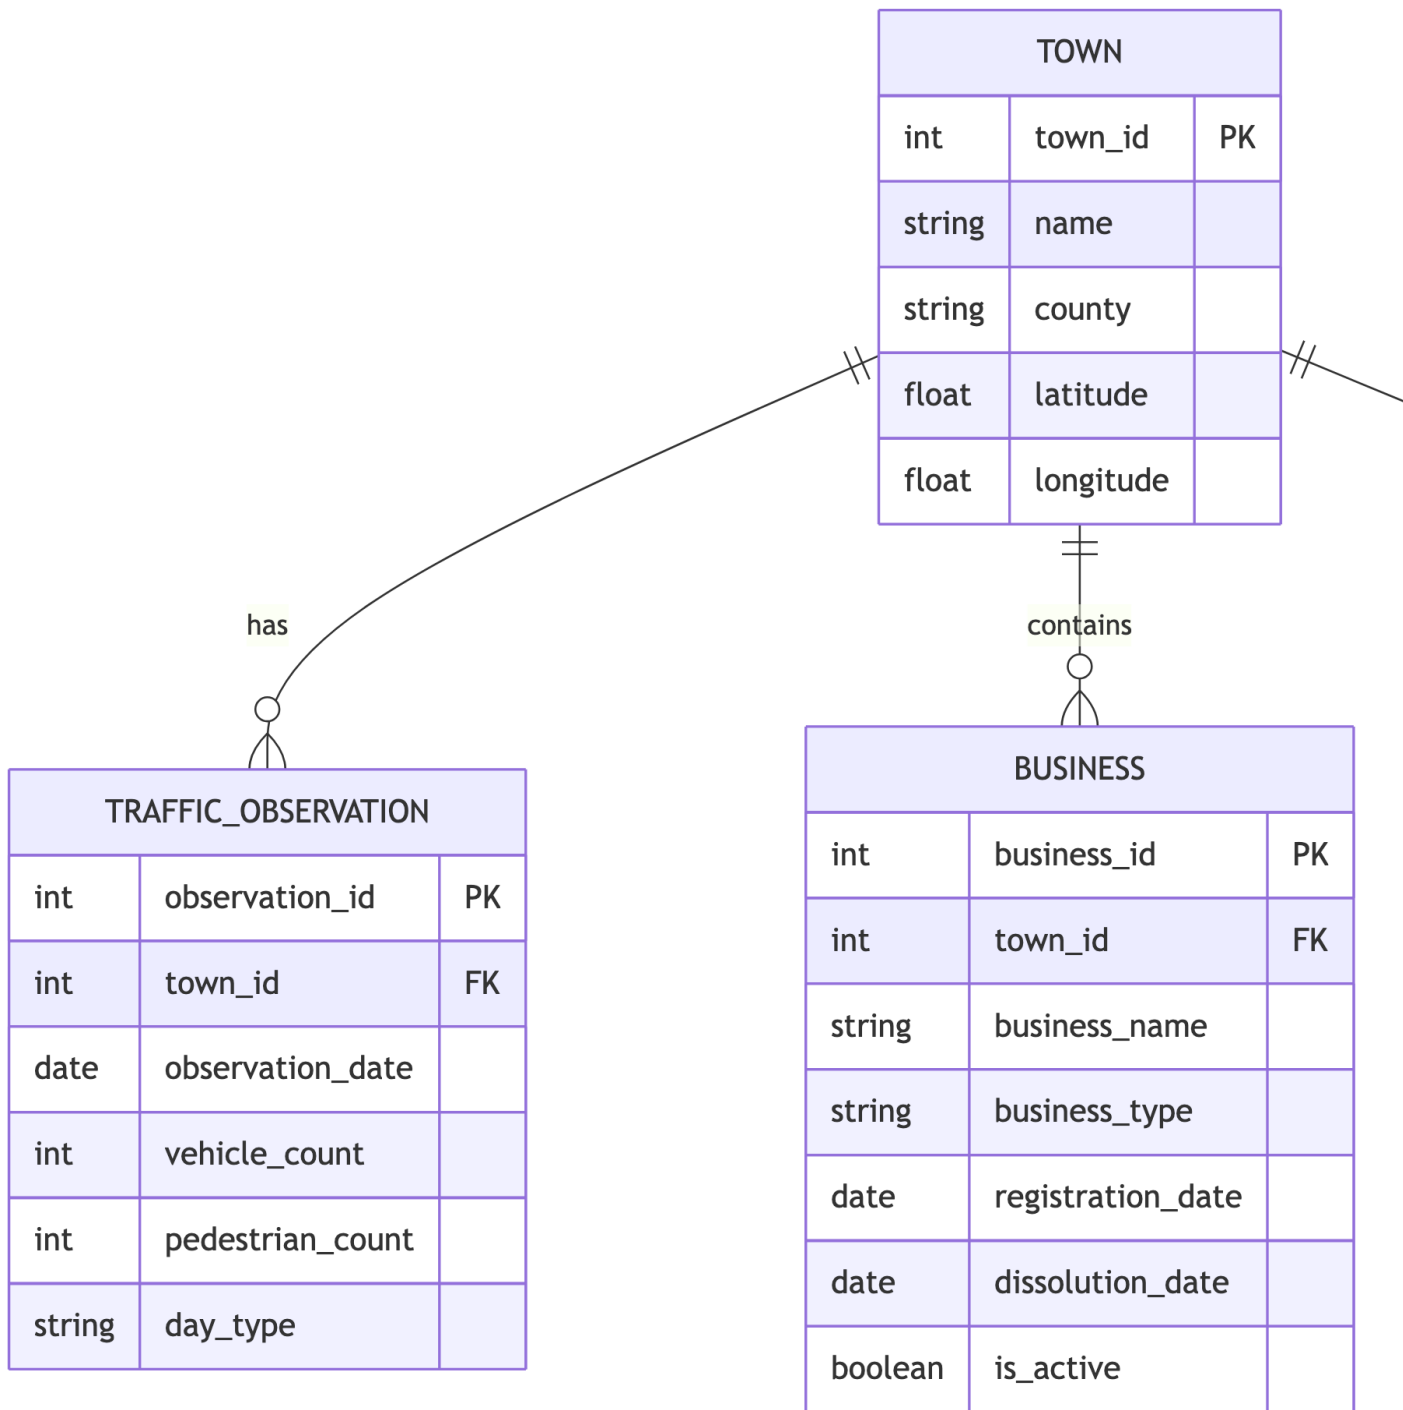 TOWN
int town_id PK
string name
string county
float latitude
float longitude
has
contains
TRAFFIC_OBSERVATION
int observation_id PK
int town_id FK
date observation_date
int vehicle_count
int pedestrian_count
string day_type
BUSINESS
int business_id PK
int town_id FK
string business_name
string business_type
date registration_date
date dissolution_date
boolean is_active